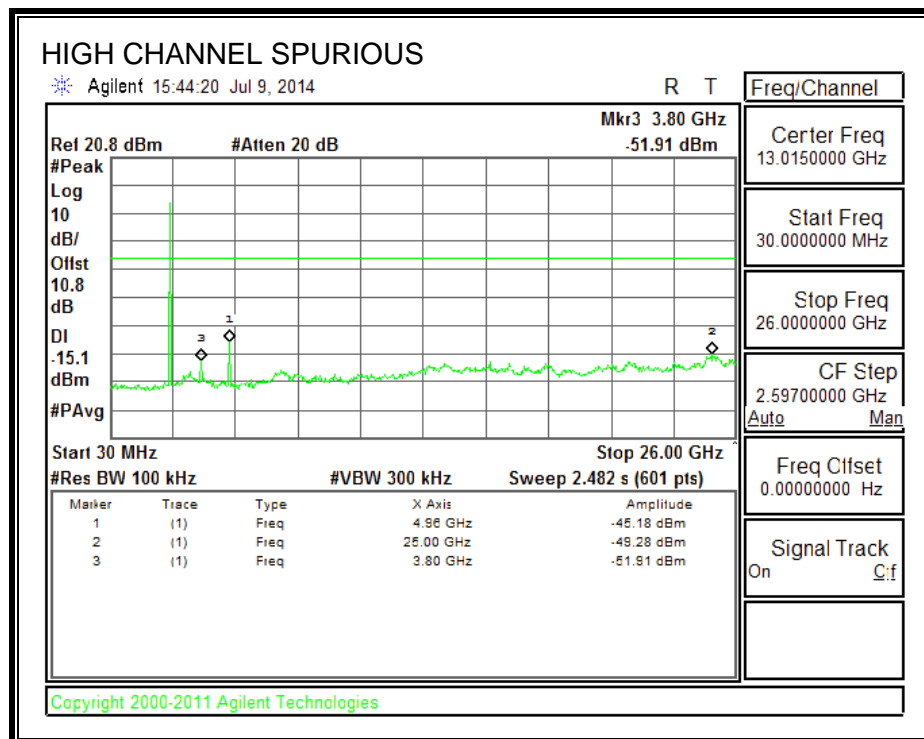 HIGH CHANNEL SPURIOUS
Agilent 15:44:20 Jul 9, 2014 R T
Mkr3 3.80 GHz
Ref 20.8 dBm #Atten 20 dB -51.91 dBm
#Peak
Log
10
dB/
Offst
10.8
dB
DI
-15.1
dBm
#PAvg
1
3
2
Start 30 MHz Stop 26.00 GHz
#Res BW 100 kHz #VBW 300 kHz Sweep 2.482 s (601 pts)
Marker Trace Type X Axis Amplitude
1 (1) Freq 4.96 GHz -45.18 dBm
2 (1) Freq 25.00 GHz -49.28 dBm
3 (1) Freq 3.80 GHz -51.91 dBm
Copyright 2000-2011 Agilent Technologies
Freq/Channel
Center Freq
13.0150000 GHz
Start Freq
30.0000000 MHz
Stop Freq
26.0000000 GHz
CF Step
2.59700000 GHz
Auto Man
Freq Offset
0.00000000 Hz
Signal Track
On Off